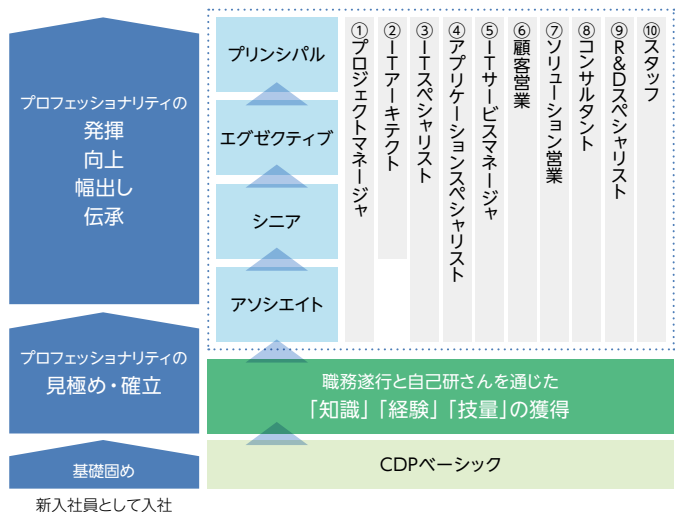 プロフェッショナリティの
発揮
向上
幅出し
伝承
プロフェッショナリティの
見極め・確立
基礎固め
新入社員として入社
プリンシパル
エグゼクティブ
シニア
アソシエイト
①プロジェクトマネージャ
②ITアーキテクト
③ITスペシャリスト
④アプリケーションスペシャリスト
⑤ITサービスマネージャ
⑥顧客営業
⑦ソリューション営業
⑧コンサルタント
⑨R&Dスペシャリスト
⑩スタッフ
職務遂行と自己研さんを通じた
「知識」「経験」「技量」の獲得
CDPベーシック